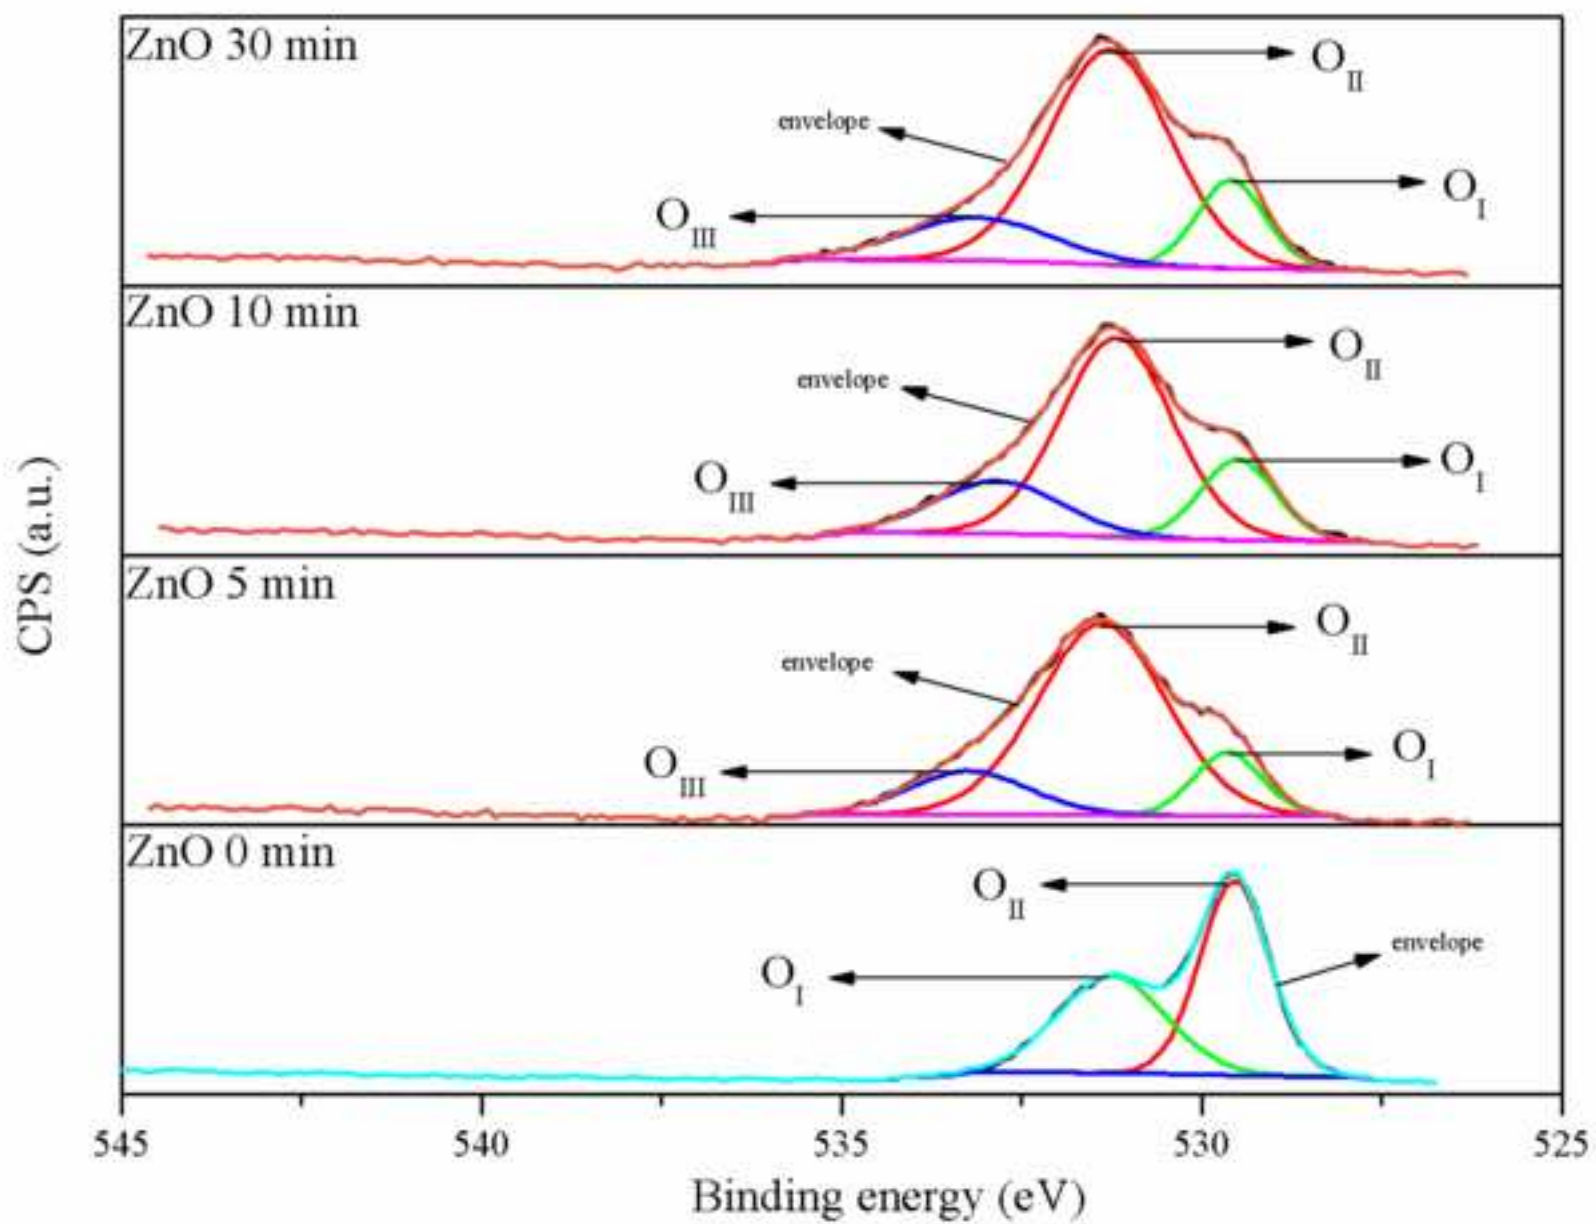 ZnO 30 min
O_II
envelope
O_I
O_III
ZnO 10 min
O_II
envelope
O_I
O_III
ZnO 5 min
O_II
envelope
O_I
O_III
ZnO 0 min
O_II
envelope
O_I
CPS (a.u.)
545 540 535 530 525
Binding energy (eV)